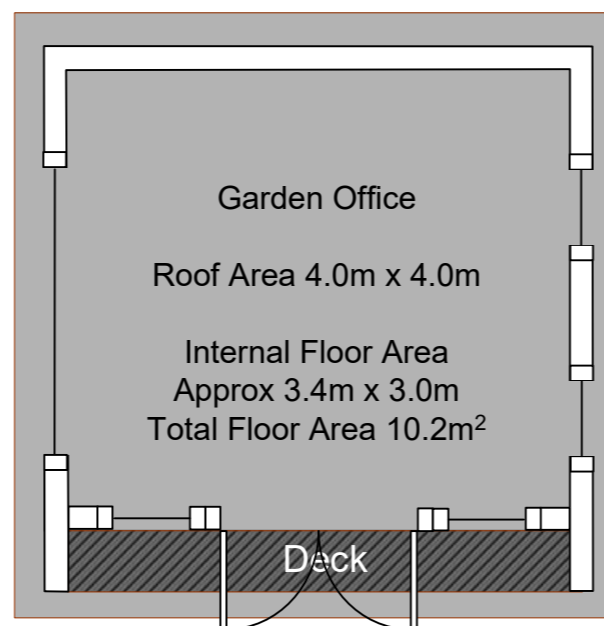 Garden Office
Roof Area 4.0m x 4.0m
Internal Floor Area
Approx 3.4m x 3.0m
Total Floor Area 10.2m²
Deck